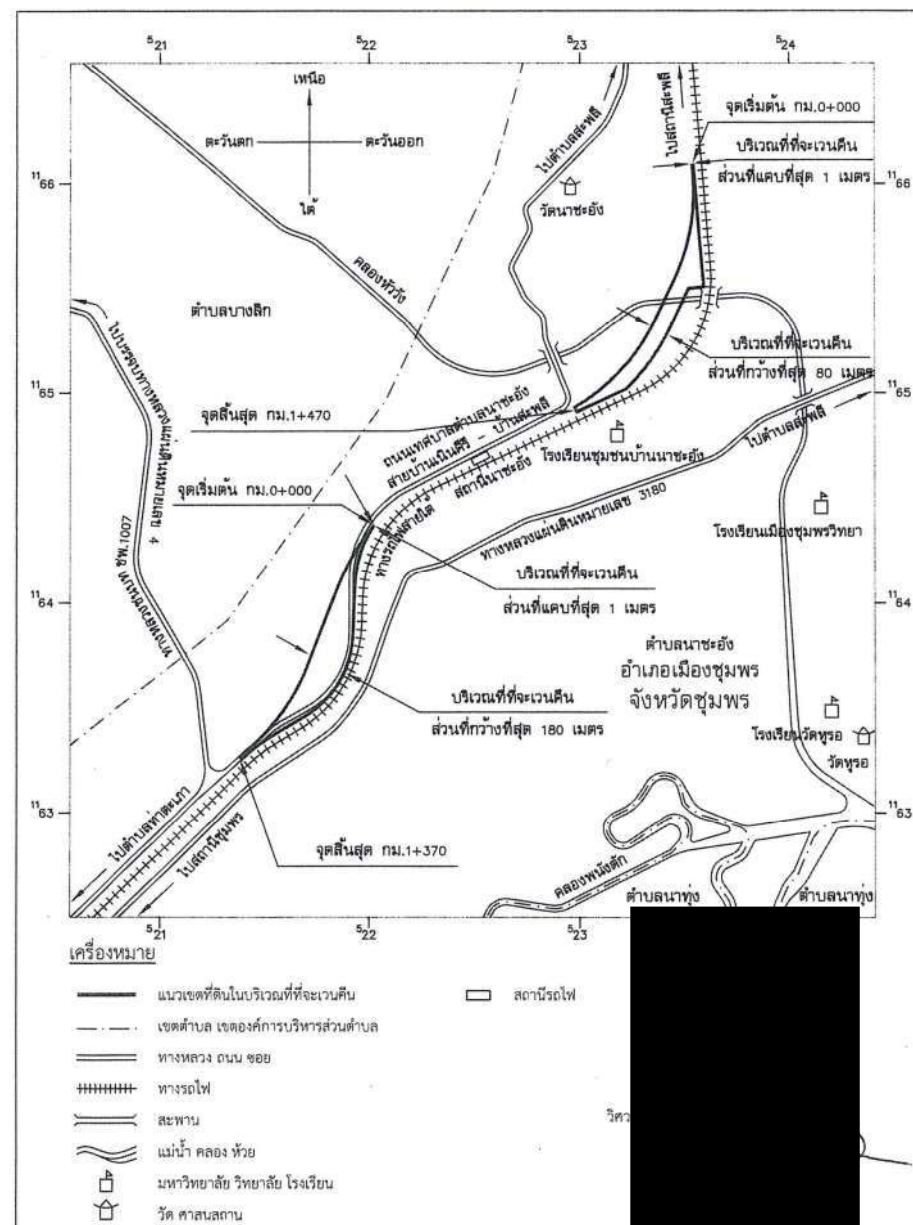 521 522 523 524
เหนือ
ตะวันตก ตะวันออก
ใต้
ไปตำบลสะพลี
ไปสถานีสะพลี
จุดเริ่มต้น กม.0+000
บริเวณที่ที่จะเวนคืน
ส่วนที่แคบที่สุด 1 เมตร
1166 1166
วัดนาชะอัง
คลองหัววัง
ตำบลบางลึก
ไปบรรจบทางหลวงแผ่นดินหมายเลข 4
บริเวณที่ที่จะเวนคืน
ส่วนที่กว้างที่สุด 80 เมตร
1165 1165
จุดสิ้นสุด กม.1+470
ถนนเทศบาลตำบลนาชะอัง
สายบ้านเนินคีรี - บ้านสะพลี
ไปตำบลสะพลี
โรงเรียนชุมชนบ้านนาชะอัง
สถานีนาชะอัง
จุดเริ่มต้น กม.0+000
ทางรถไฟสายใต้
ทางหลวงแผ่นดินหมายเลข 3180
โรงเรียนเมืองชุมพรวิทยา
ทางหลวงชนบท ชพ.1007
บริเวณที่ที่จะเวนคืน
ส่วนที่แคบที่สุด 1 เมตร
1164 1164
ตำบลนาชะอัง
อำเภอเมืองชุมพร
จังหวัดชุมพร
บริเวณที่ที่จะเวนคืน
ส่วนที่กว้างที่สุด 180 เมตร
โรงเรียนวัดหูรอ
วัดหูรอ
1163 1163
ไปตำบลท่าตะเภา
ไปสถานีชุมพร
จุดสิ้นสุด กม.1+370
คลองพนังตัก
ตำบลนาทุ่ง ตำบลนาทุ่ง
521 522 523 524
เครื่องหมาย
แนวเขตที่ดินในบริเวณที่ที่จะเวนคืน
สถานีรถไฟ
เขตตำบล เขตองค์การบริหารส่วนตำบล
ทางหลวง ถนน ซอย
ทางรถไฟ
สะพาน
แม่น้ำ คลอง ห้วย
มหาวิทยาลัย วิทยาลัย โรงเรียน
วัด ศาสนสถาน